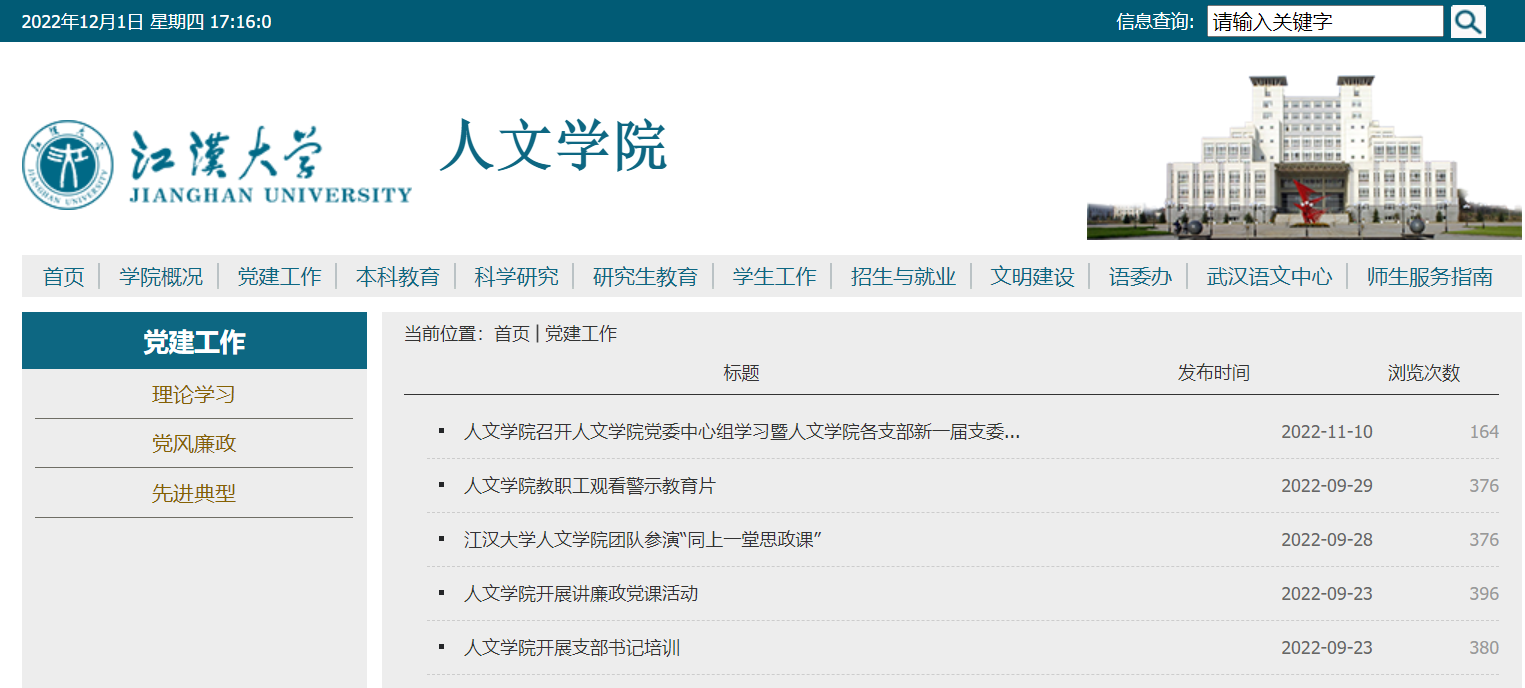 2022年12月1日 星期四 17:16:0 信息查询: 请输入关键字
江漢大学 人文学院
JIANGHAN UNIVERSITY
首页 学院概况 党建工作 本科教育 科学研究 研究生教育 学生工作 招生与就业 文明建设 语委办 武汉语文中心 师生服务指南
党建工作
理论学习
党风廉政
先进典型
当前位置：首页 | 党建工作
标题 发布时间 浏览次数
人文学院召开人文学院党委中心组学习暨人文学院各支部新一届支委... 2022-11-10 164
人文学院教职工观看警示教育片 2022-09-29 376
江汉大学人文学院团队参演“同上一堂思政课” 2022-09-28 376
人文学院开展讲廉政党课活动 2022-09-23 396
人文学院开展支部书记培训 2022-09-23 380